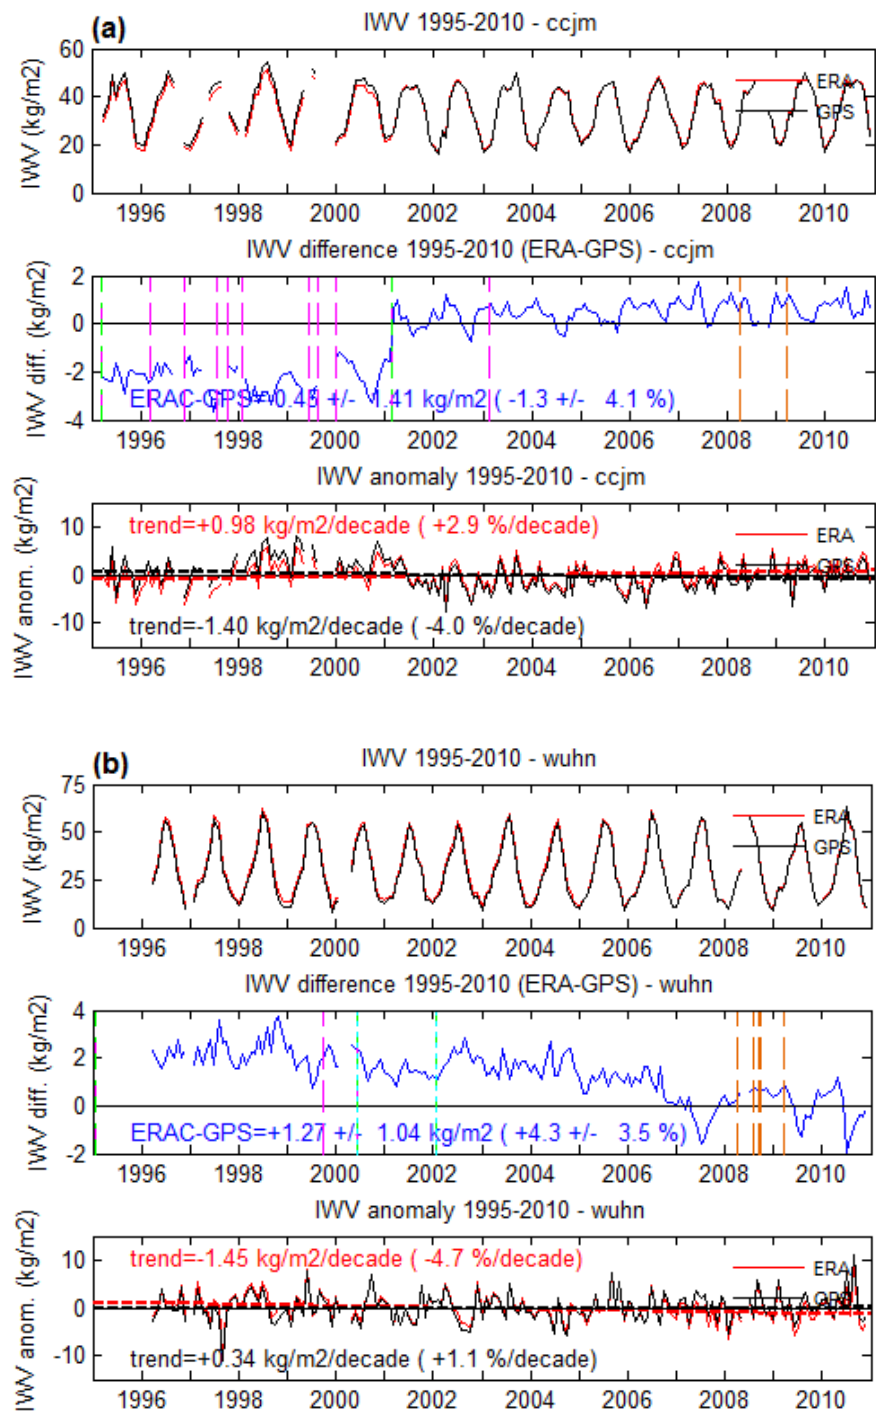 (a)
IWV 1995-2010 - ccjm
IWV (kg/m2)
60
40
20
0
ERA
GPS
1996 1998 2000 2002 2004 2006 2008 2010
IWV difference 1995-2010 (ERA-GPS) - ccjm
IWV diff. (kg/m2)
2
0
-2
-4
ERAC-GPS=-0.45 +/- 1.41 kg/m2 ( -1.3 +/- 4.1 %)
1996 1998 2000 2002 2004 2006 2008 2010
IWV anomaly 1995-2010 - ccjm
IWV anom. (kg/m2)
10
0
-10
trend=+0.98 kg/m2/decade ( +2.9 %/decade)
ERA
GPS
trend=-1.40 kg/m2/decade ( -4.0 %/decade)
1996 1998 2000 2002 2004 2006 2008 2010
(b)
IWV 1995-2010 - wuhn
IWV (kg/m2)
75
50
25
0
ERA
GPS
1996 1998 2000 2002 2004 2006 2008 2010
IWV difference 1995-2010 (ERA-GPS) - wuhn
IWV diff. (kg/m2)
4
2
0
-2
ERAC-GPS=+1.27 +/- 1.04 kg/m2 ( +4.3 +/- 3.5 %)
1996 1998 2000 2002 2004 2006 2008 2010
IWV anomaly 1995-2010 - wuhn
IWV anom. (kg/m2)
10
0
-10
trend=-1.45 kg/m2/decade ( -4.7 %/decade)
ERA
GPS
trend=+0.34 kg/m2/decade ( +1.1 %/decade)
1996 1998 2000 2002 2004 2006 2008 2010